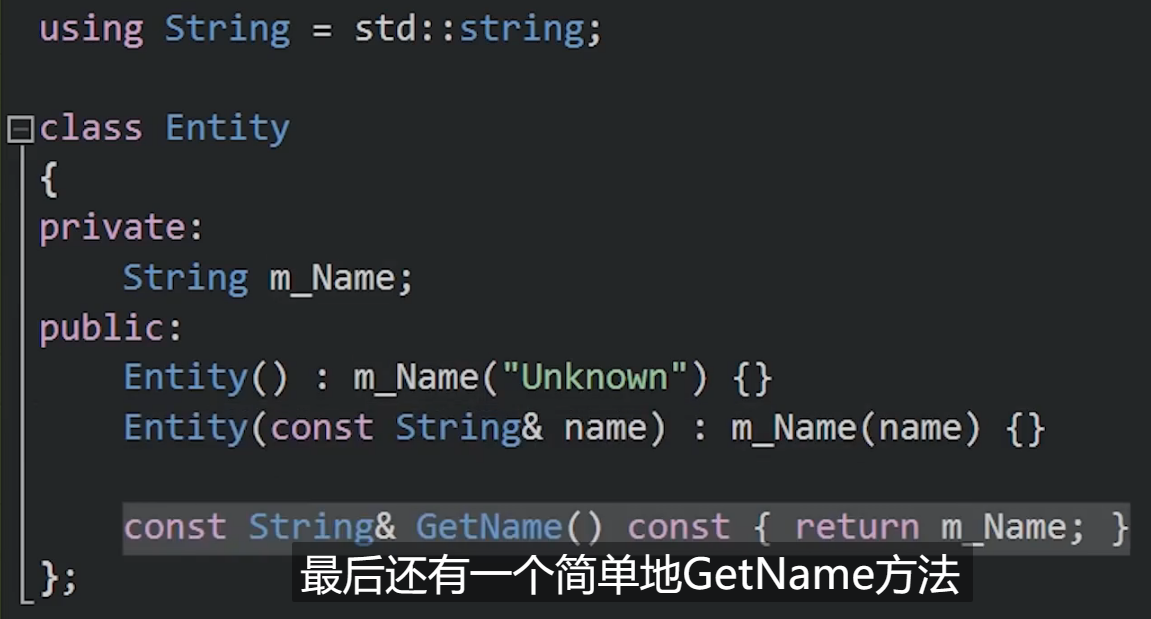 using String = std::string;
class Entity
{
private:
    String m_Name;
public:
    Entity() : m_Name("Unknown") {}
    Entity(const String& name) : m_Name(name) {}
    const String& GetName() const { return m_Name; }
};
最后还有一个简单地GetName方法